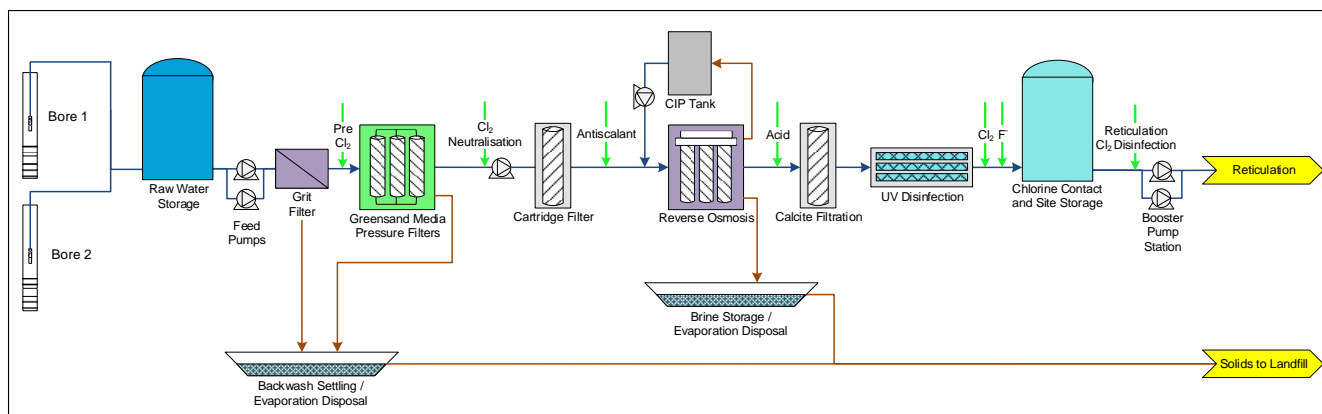 Bore 1
Bore 2
Raw Water
Storage
Feed
Pumps
Grit
Filter
Pre
Cl₂
Greensand Media
Pressure Filters
Cl₂
Neutralisation
Cartridge Filter
Antiscalant
CIP Tank
Reverse Osmosis
Acid
Calcite Filtration
UV Disinfection
Cl₂ F⁻
Chlorine Contact
and Site Storage
Reticulation
Cl₂ Disinfection
Booster
Pump
Station
Reticulation
Brine Storage /
Evaporation Disposal
Backwash Settling /
Evaporation Disposal
Solids to Landfill